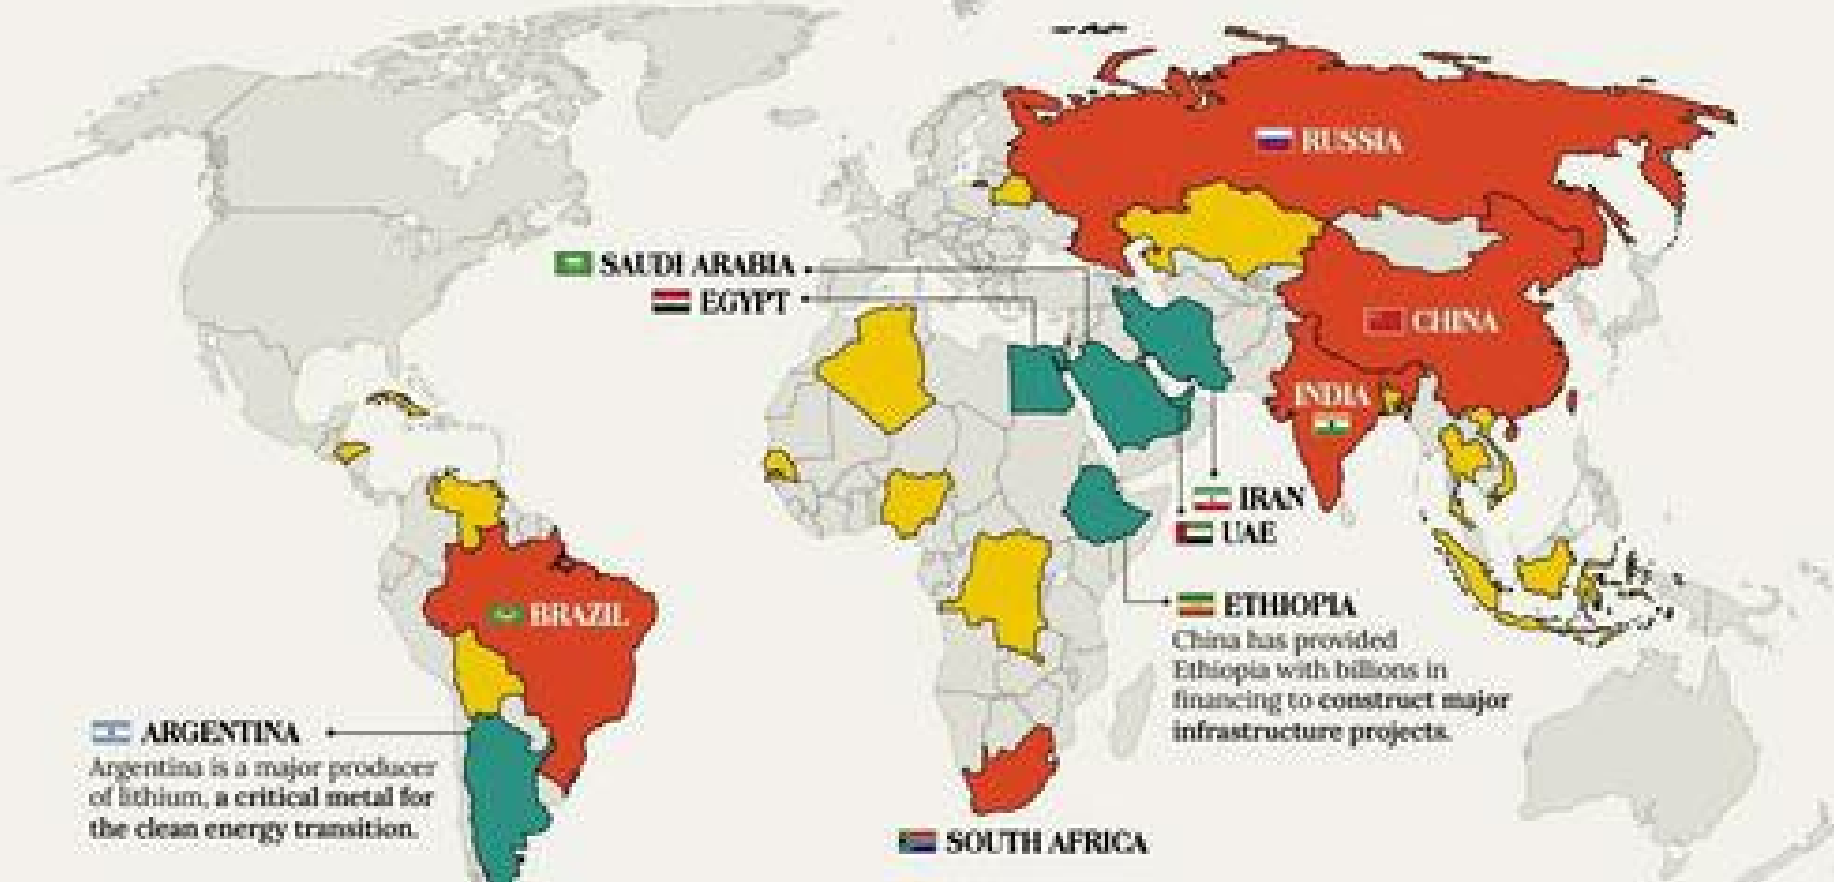 RUSSIA
SAUDI ARABIA
EGYPT
CHINA
INDIA
IRAN
UAE
BRAZIL
ETHIOPIA
China has provided
Ethiopia with billions in
financing to construct major
infrastructure projects.
ARGENTINA
Argentina is a major producer
of lithium, a critical metal for
the clean energy transition.
SOUTH AFRICA